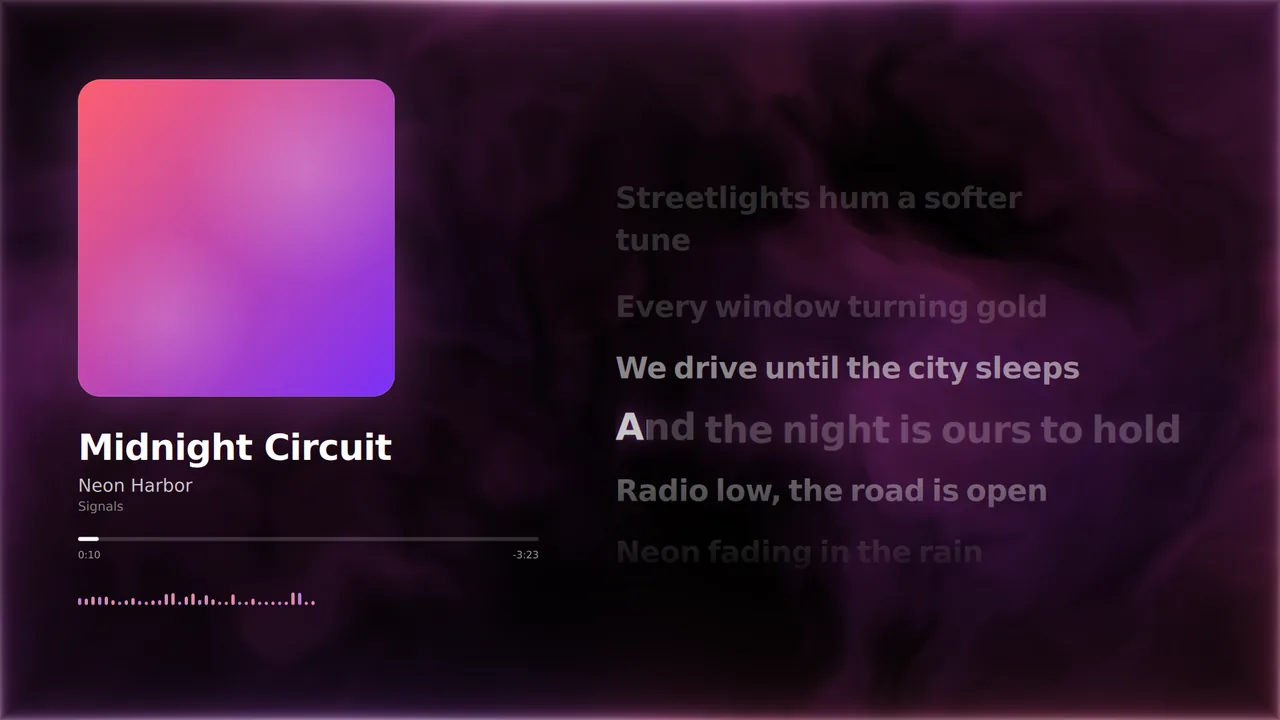 Midnight Circuit
Neon Harbor
Signals
0:10
-3:23
Streetlights hum a softer
tune
Every window turning gold
We drive until the city sleeps
And the night is ours to hold
Radio low, the road is open
Neon fading in the rain